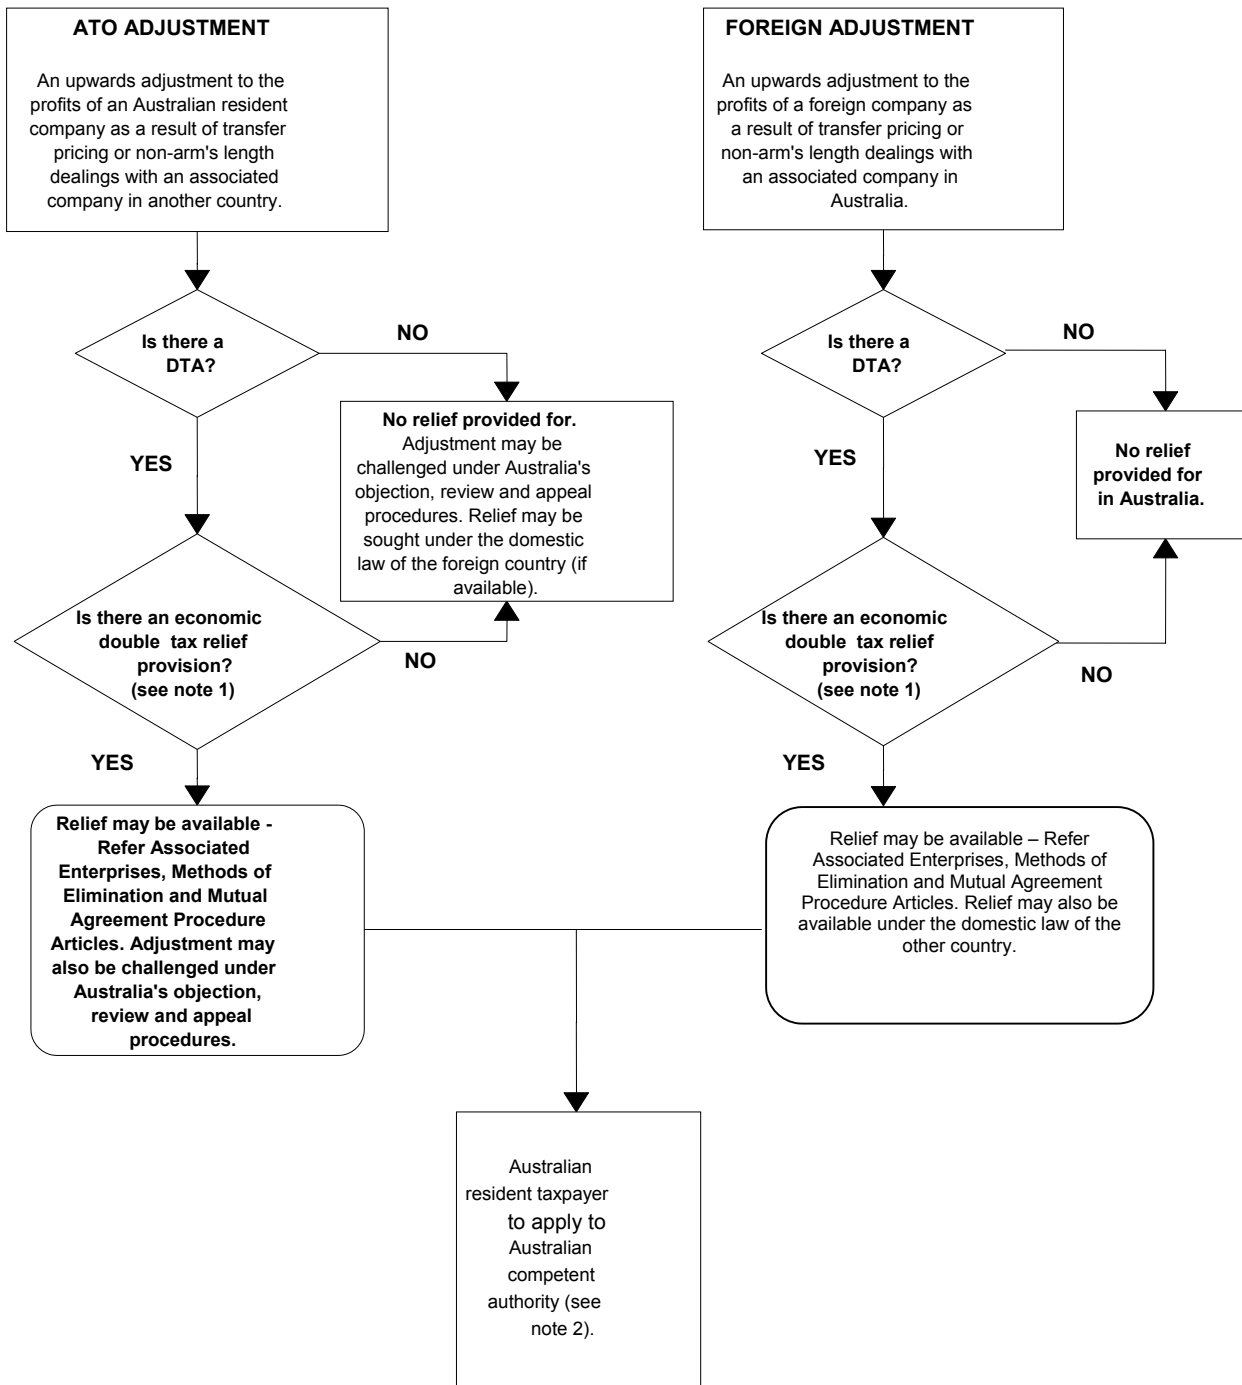 ATO ADJUSTMENT
An upwards adjustment to the
profits of an Australian resident
company as a result of transfer
pricing or non-arm's length
dealings with an associated
company in another country.
FOREIGN ADJUSTMENT
An upwards adjustment to the
profits of a foreign company as
a result of transfer pricing or
non-arm's length dealings with
an associated company in
Australia.
Is there a
DTA?
NO
YES
No relief provided for.
Adjustment may be
challenged under Australia's
objection, review and appeal
procedures. Relief may be
sought under the domestic
law of the foreign country (if
available).
Is there a
DTA?
NO
YES
No relief
provided for
in Australia.
Is there an economic
double tax relief
provision?
(see note 1)
NO
YES
Is there an economic
double tax relief
provision?
(see note 1)
NO
YES
Relief may be available -
Refer Associated
Enterprises, Methods of
Elimination and Mutual
Agreement Procedure
Articles. Adjustment may
also be challenged under
Australia's objection,
review and appeal
procedures.
Relief may be available – Refer
Associated Enterprises, Methods of
Elimination and Mutual Agreement
Procedure Articles. Relief may also be
available under the domestic law of the
other country.
Australian
resident taxpayer
to apply to
Australian
competent
authority (see
note 2).